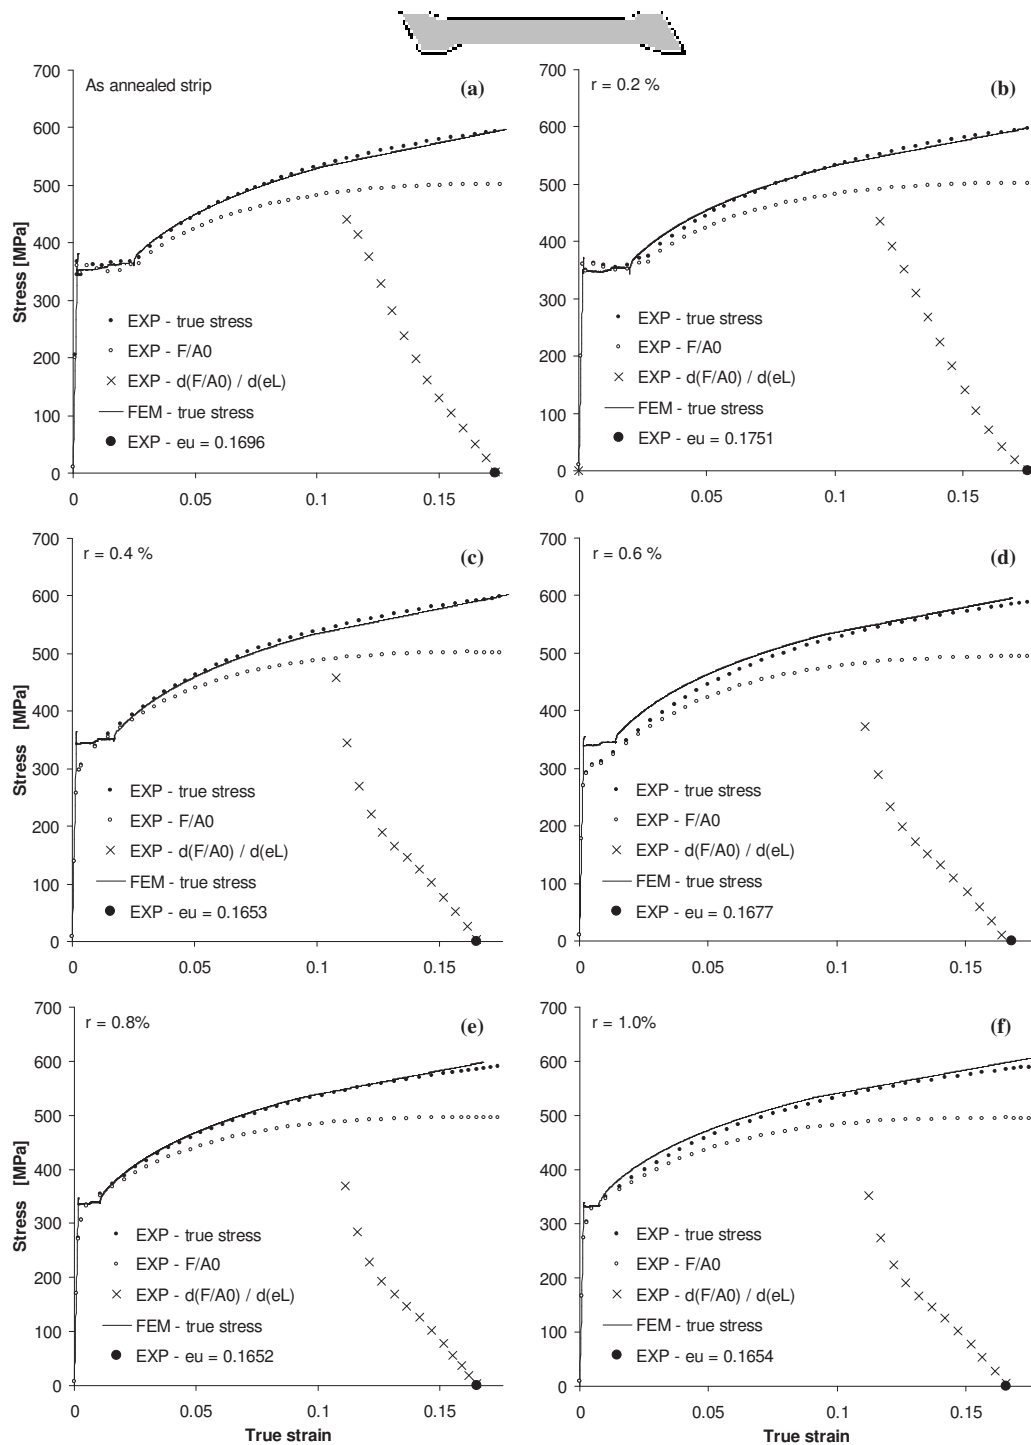 As annealed strip
(a)
Stress [MPa]
700
600
500
400
300
200
100
0
EXP - true stress
EXP - F/A0
EXP - d(F/A0) / d(eL)
FEM - true stress
EXP - eu = 0.1696
0
0.05
0.1
0.15
r = 0.2 %
(b)
700
600
500
400
300
200
100
0
EXP - true stress
EXP - F/A0
EXP - d(F/A0) / d(eL)
FEM - true stress
EXP - eu = 0.1751
0
0.05
0.1
0.15
r = 0.4 %
(c)
Stress [MPa]
700
600
500
400
300
200
100
0
EXP - true stress
EXP - F/A0
EXP - d(F/A0) / d(eL)
FEM - true stress
EXP - eu = 0.1653
0
0.05
0.1
0.15
r = 0.6 %
(d)
700
600
500
400
300
200
100
0
EXP - true stress
EXP - F/A0
EXP - d(F/A0) / d(eL)
FEM - true stress
EXP - eu = 0.1677
0
0.05
0.1
0.15
r = 0.8%
(e)
Stress [MPa]
700
600
500
400
300
200
100
0
EXP - true stress
EXP - F/A0
EXP - d(F/A0) / d(eL)
FEM - true stress
EXP - eu = 0.1652
0
0.05
0.1
0.15
True strain
r = 1.0%
(f)
700
600
500
400
300
200
100
0
EXP - true stress
EXP - F/A0
EXP - d(F/A0) / d(eL)
FEM - true stress
EXP - eu = 0.1654
0
0.05
0.1
0.15
True strain